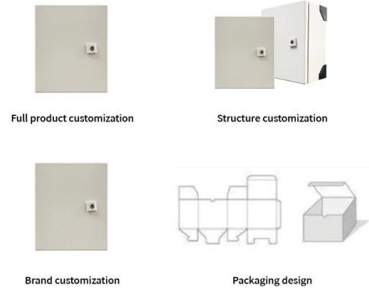 Full product customization
Structure customization
Brand customization
Packaging design